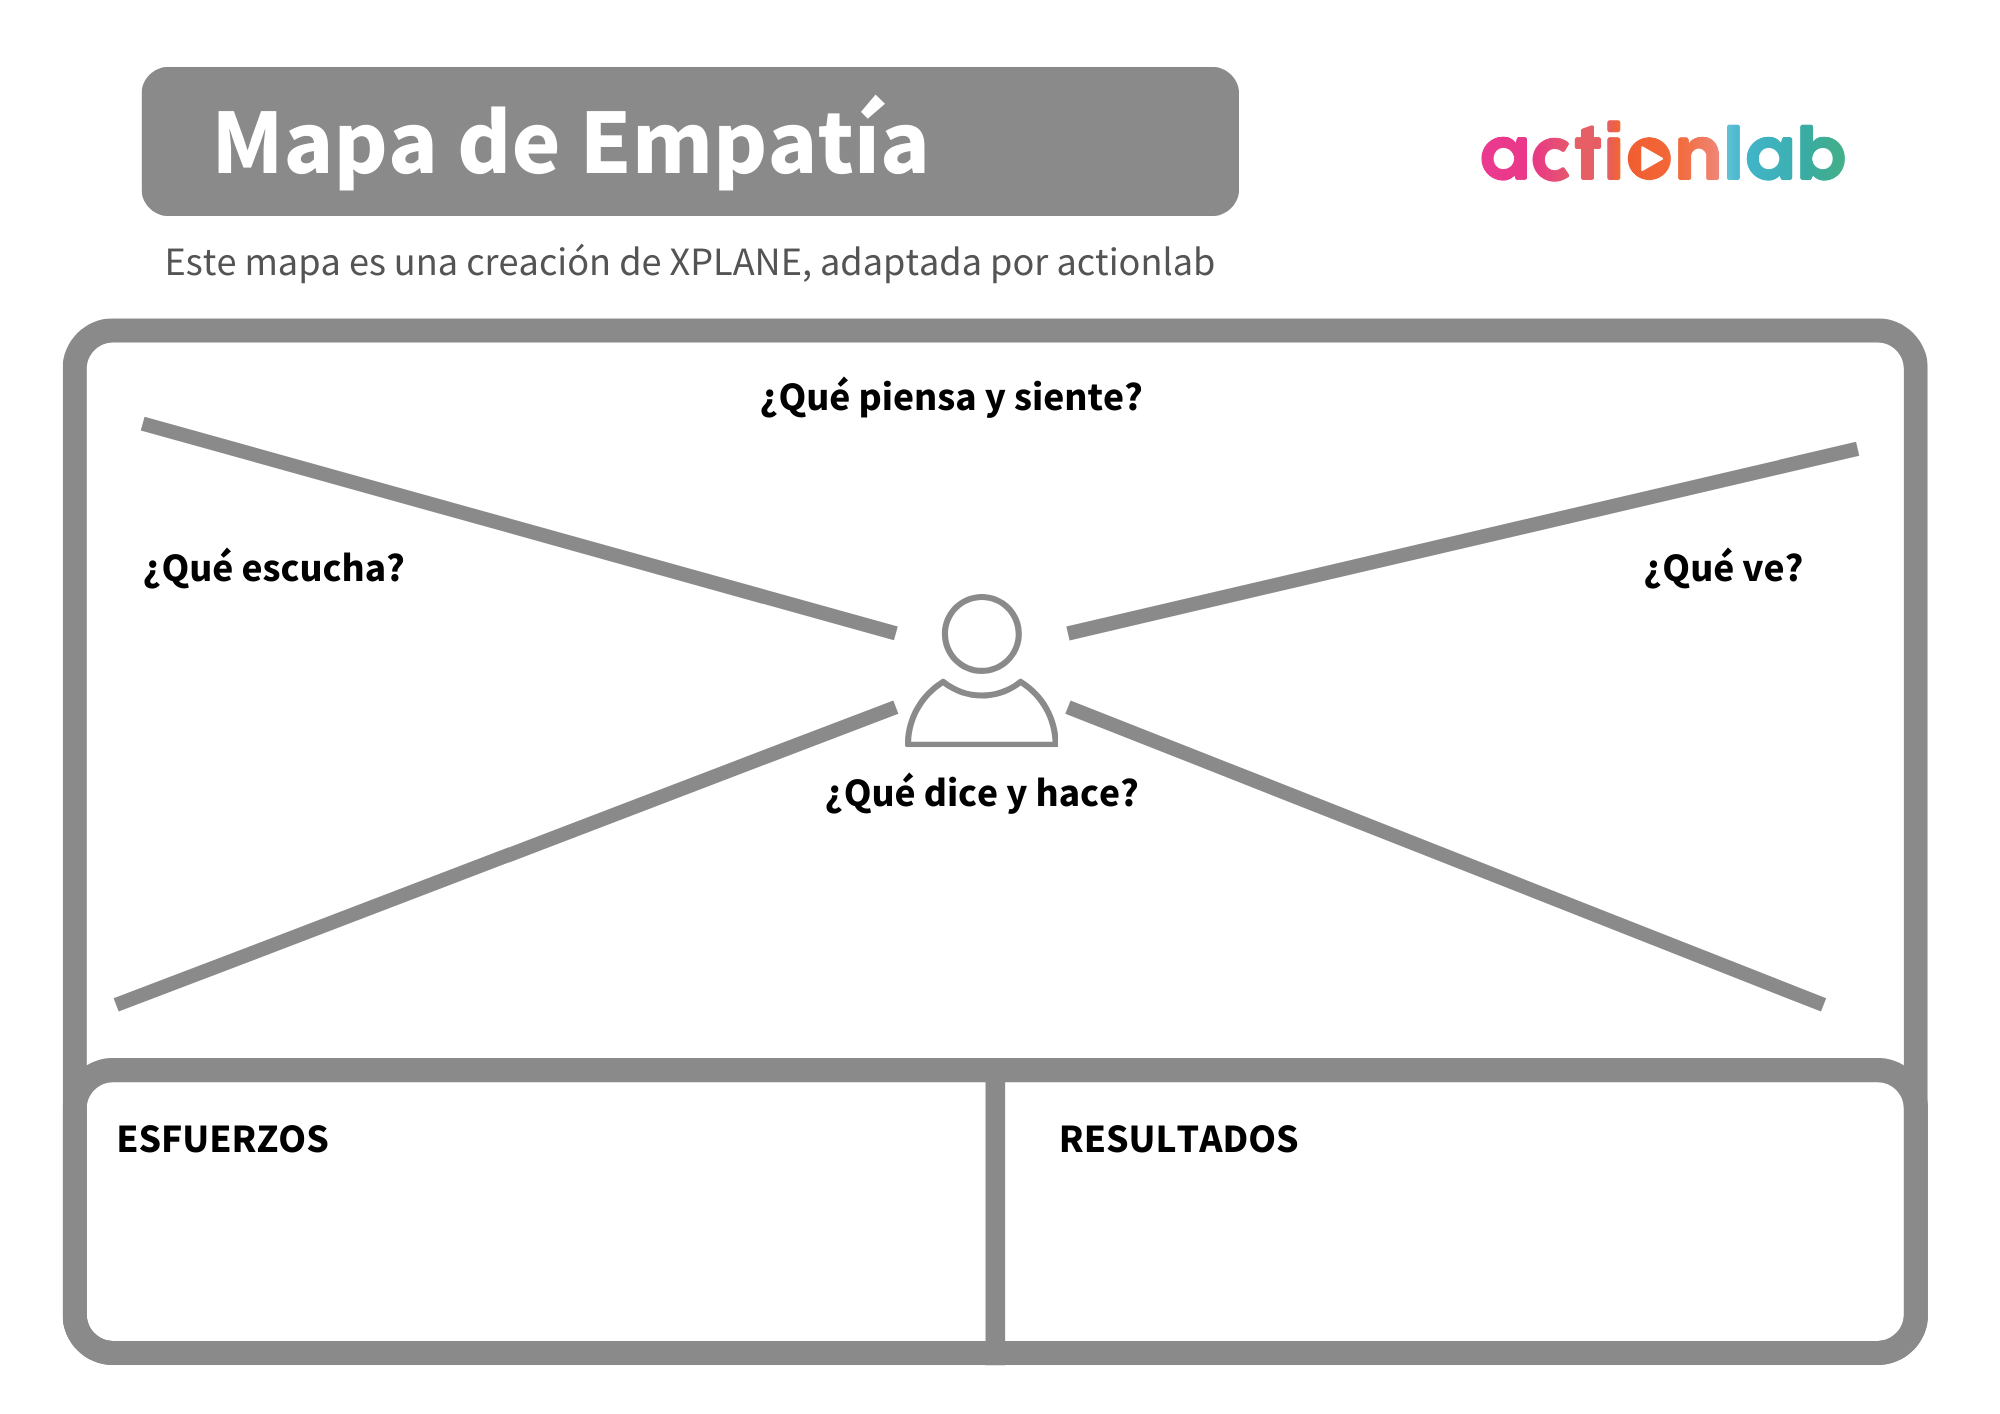 Mapa de Empatía
actionlab
Este mapa es una creación de XPLANE, adaptada por actionlab
¿Qué piensa y siente?
¿Qué escucha?
¿Qué ve?
¿Qué dice y hace?
ESFUERZOS
RESULTADOS